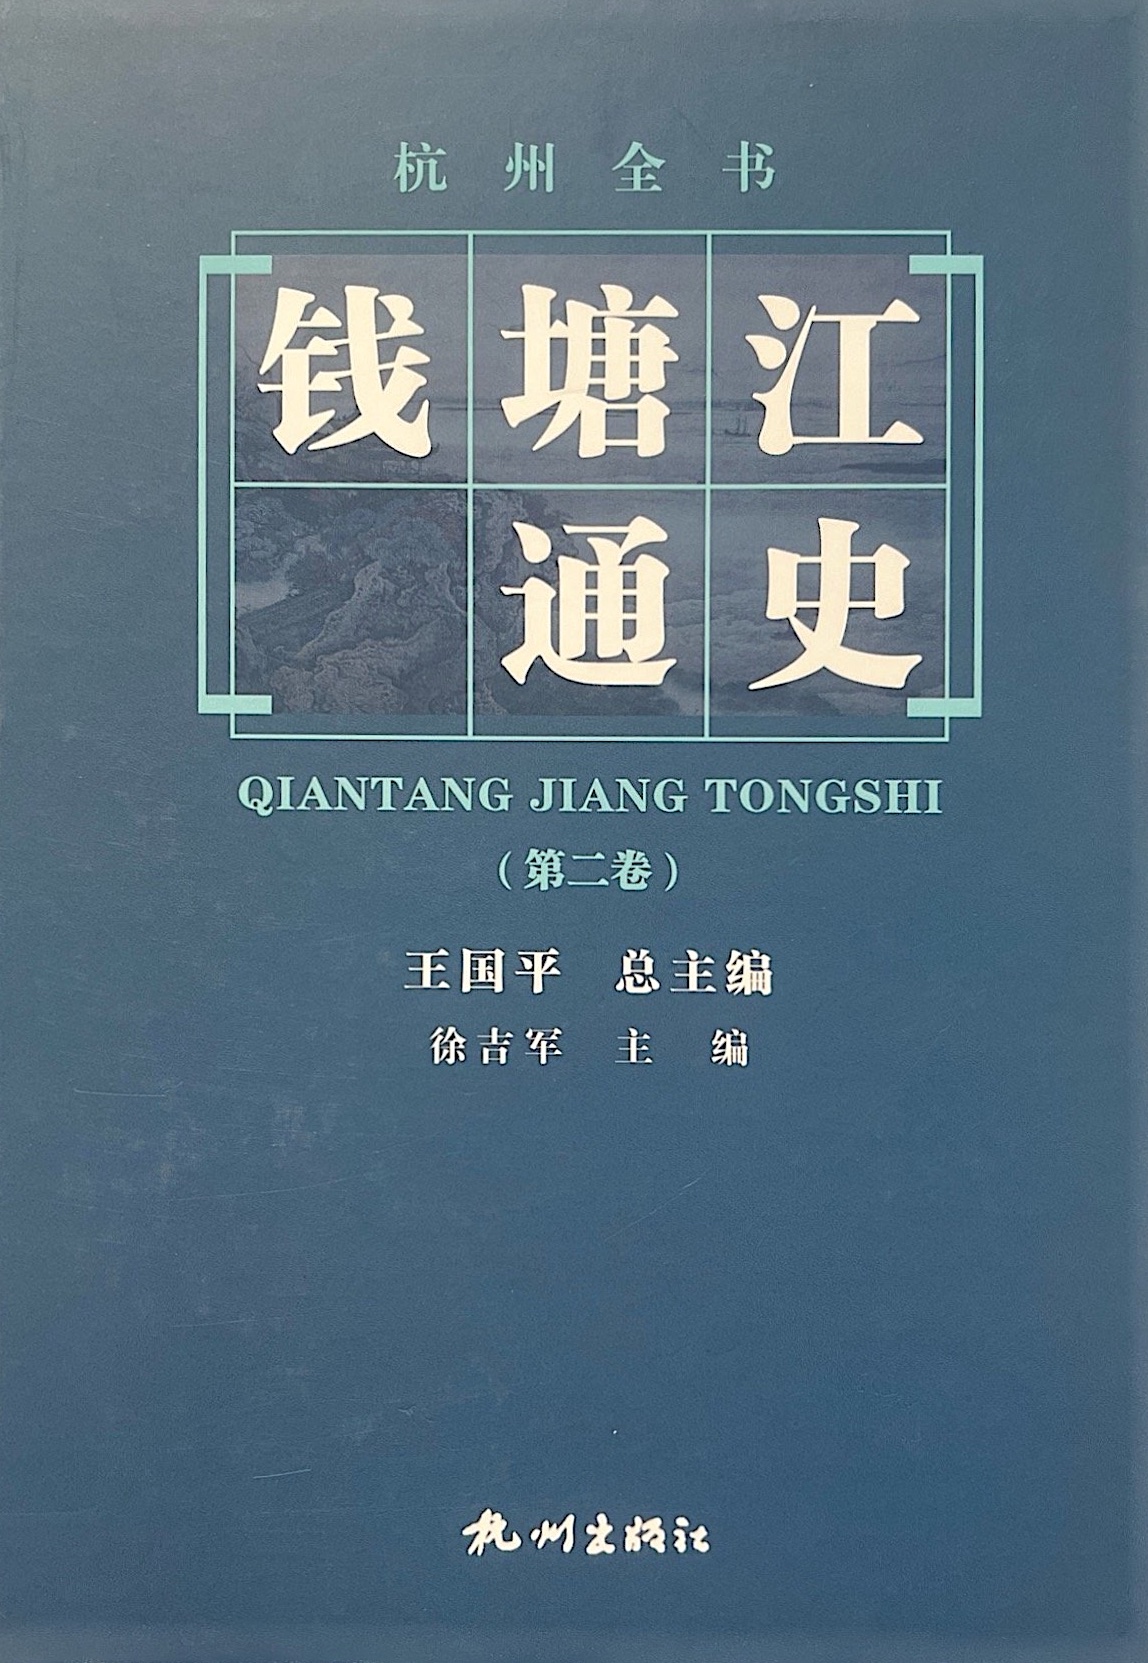 杭州全书
钱塘江
通史
QIANTANG JIANG TONGSHI
（第二卷）
王国平 总主编
徐吉军 主编
杭州出版社